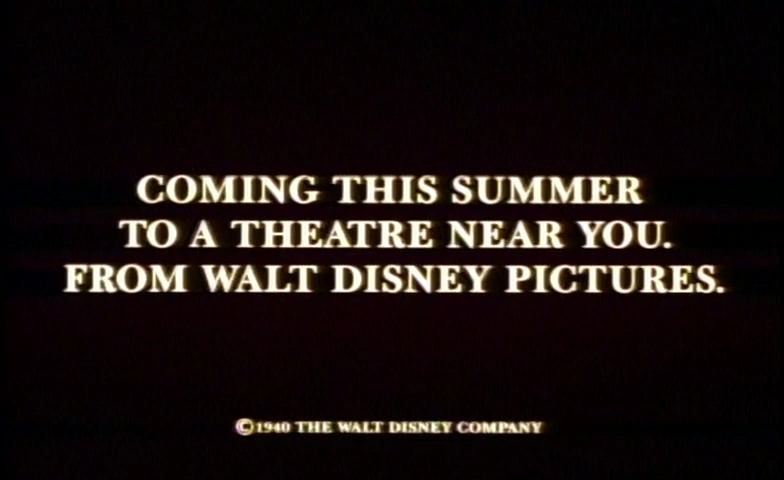 COMING THIS SUMMER
TO A THEATRE NEAR YOU.
FROM WALT DISNEY PICTURES.
©1940 THE WALT DISNEY COMPANY